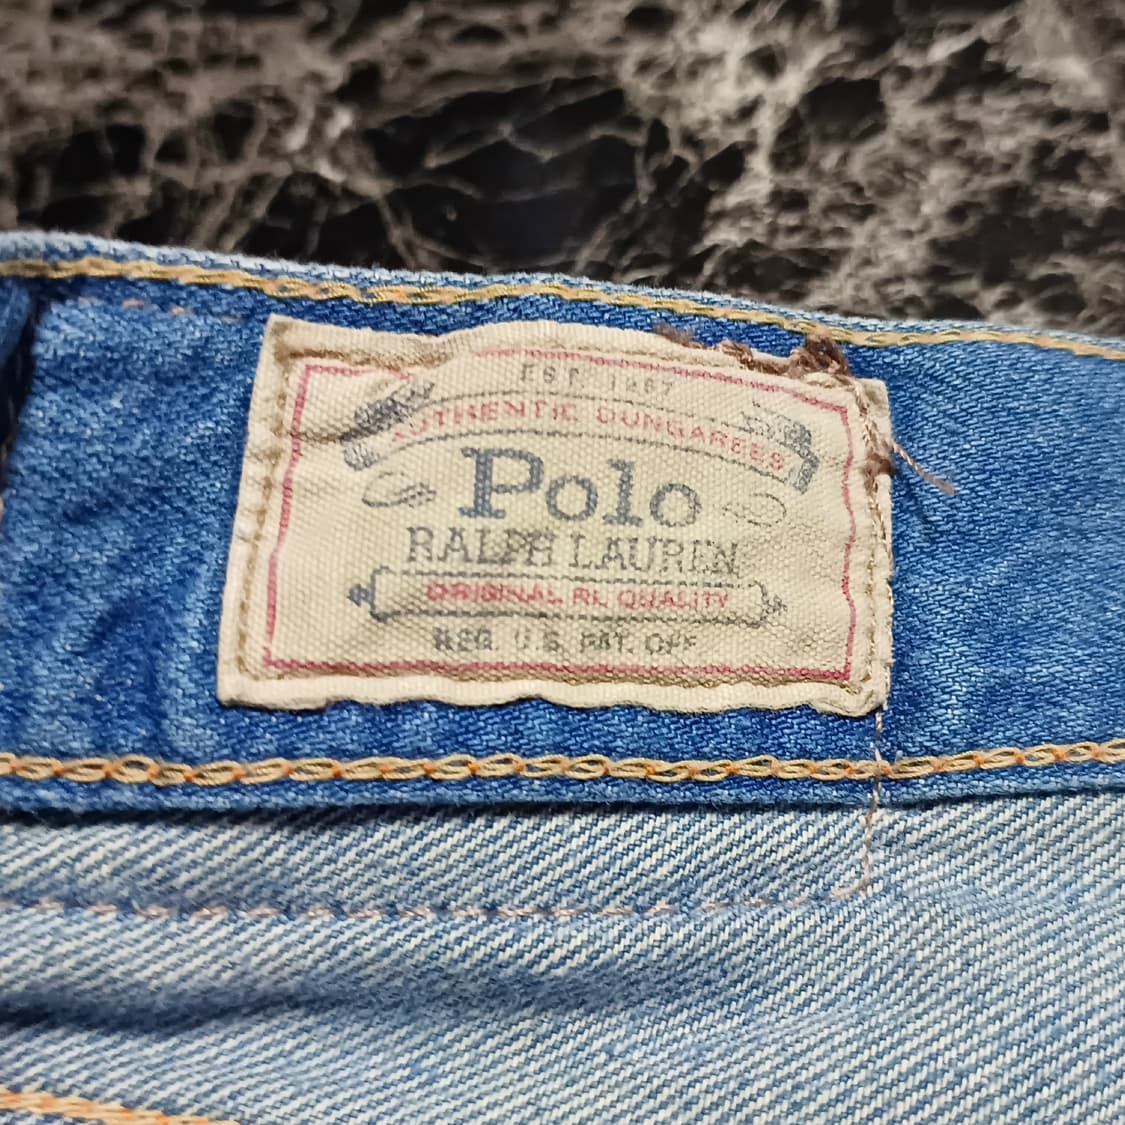 EST. 1967
AUTHENTIC DUNGAREES
Polo
RALPH LAUREN
ORIGINAL RL QUALITY
REG. U.S. PAT. OFF